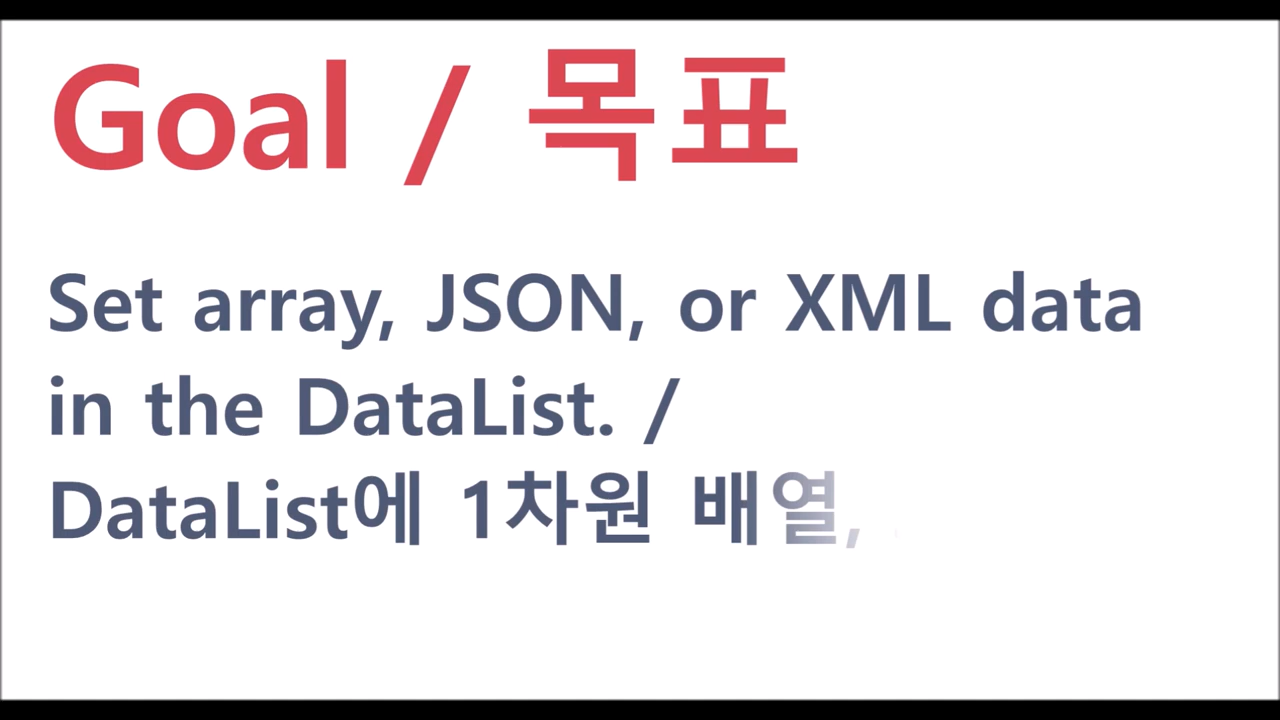 Goal / 목표
Set array, JSON, or XML data
in the DataList. /
DataList에 1차원 배열,